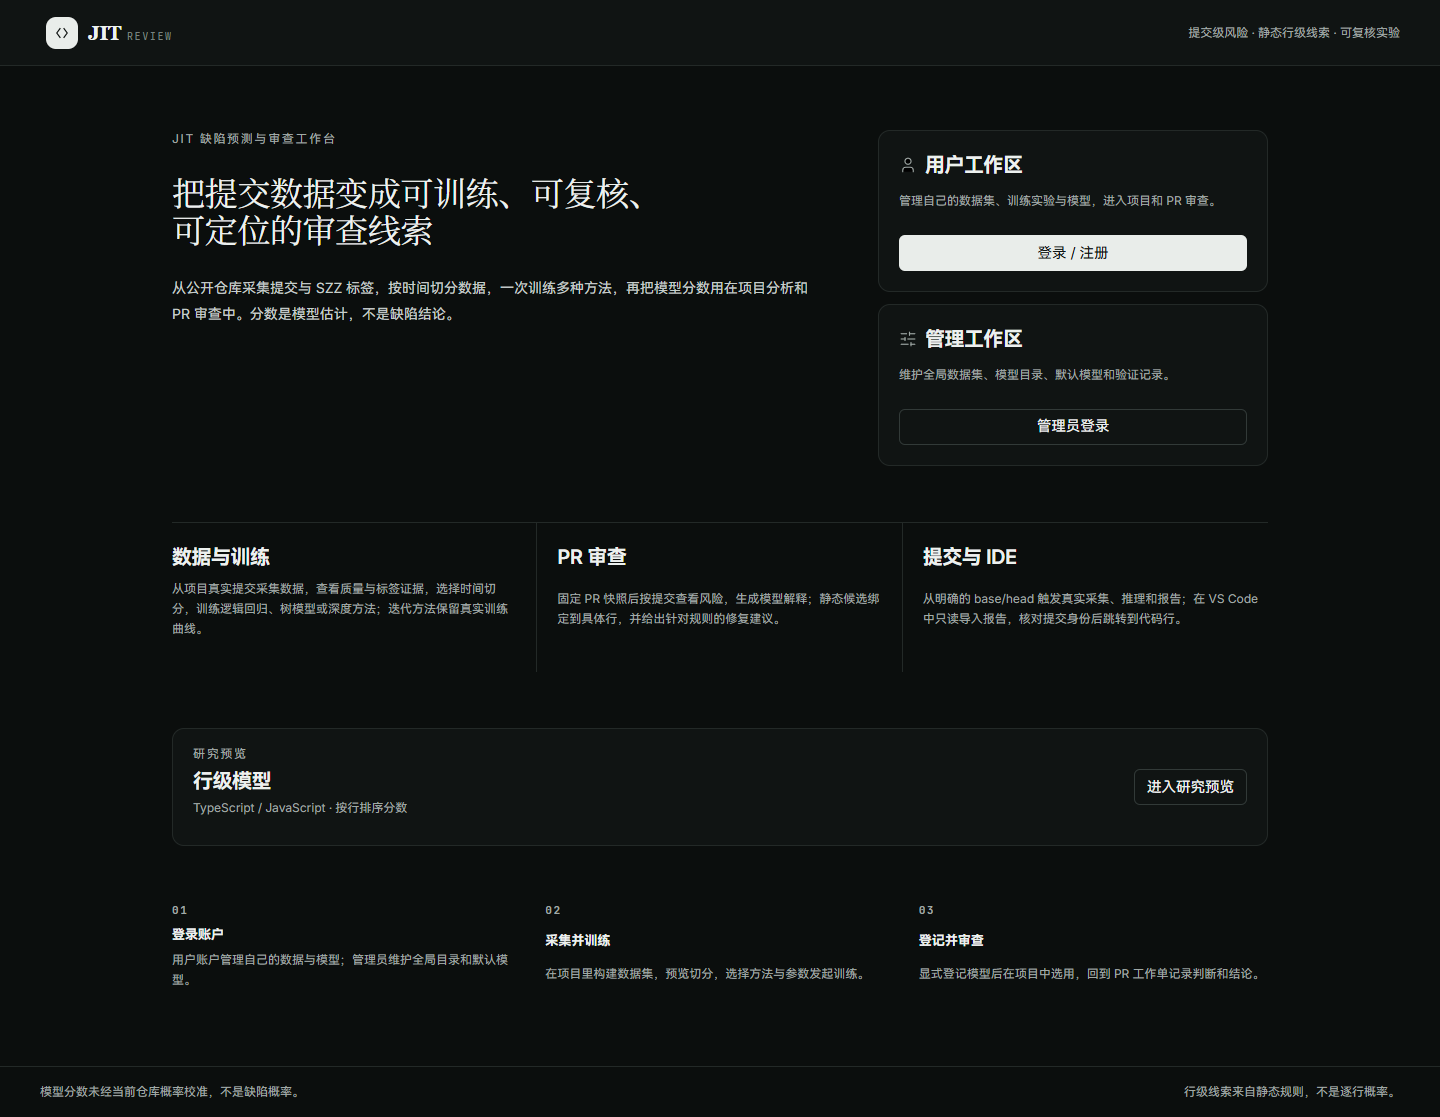 JIT REVIEW
提交级风险 · 静态行级线索 · 可复核实验
JIT 缺陷预测与审查工作台
把提交数据变成可训练、可复核、
可定位的审查线索
从公开仓库采集提交与 SZZ 标签，按时间切分数据，一次训练多种方法，再把模型分数用在项目分析和
PR 审查中。分数是模型估计，不是缺陷结论。
用户工作区
管理自己的数据集、训练实验与模型，进入项目和 PR 审查。
登录 / 注册
管理工作区
维护全局数据集、模型目录、默认模型和验证记录。
管理员登录
数据与训练
从项目真实提交采集数据，查看质量与标签证据，选择时间切
分，训练逻辑回归、树模型或深度方法；迭代方法保留真实训练
曲线。
PR 审查
固定 PR 快照后按提交查看风险，生成模型解释；静态候选绑
定到具体行，并给出针对规则的修复建议。
提交与 IDE
从明确的 base/head 触发真实采集、推理和报告；在 VS Code
中只读导入报告，核对提交身份后跳转到代码行。
研究预览
行级模型
TypeScript / JavaScript · 按行排序分数
进入研究预览
01
登录账户
用户账户管理自己的数据与模型；管理员维护全局目录和默认模
型。
02
采集并训练
在项目里构建数据集，预览切分，选择方法与参数发起训练。
03
登记并审查
显式登记模型后在项目中选用，回到 PR 工作单记录判断和结论。
模型分数未经当前仓库概率校准，不是缺陷概率。
行级线索来自静态规则，不是逐行概率。